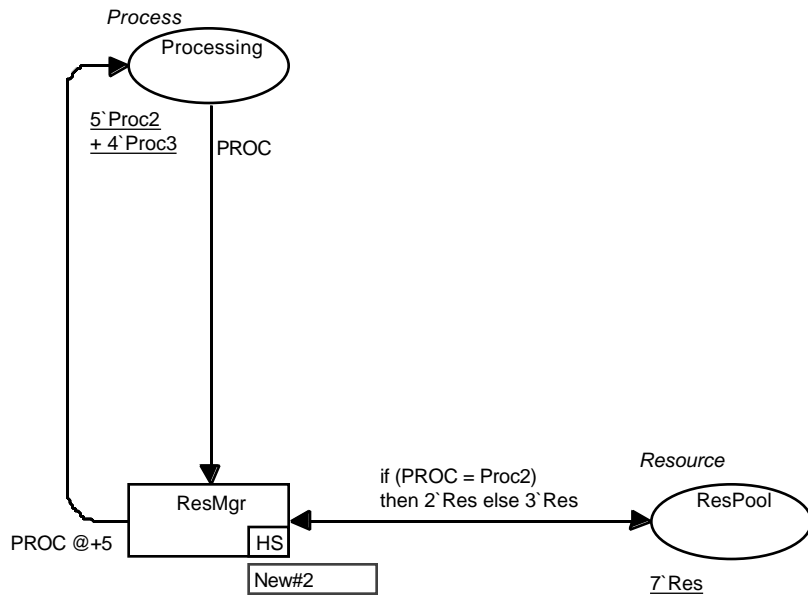 Process
Processing
5`Proc2
+ 4`Proc3
PROC
if (PROC = Proc2)
then 2`Res else 3`Res
Resource
ResMgr
ResPool
PROC @+5
HS
New#2
7`Res